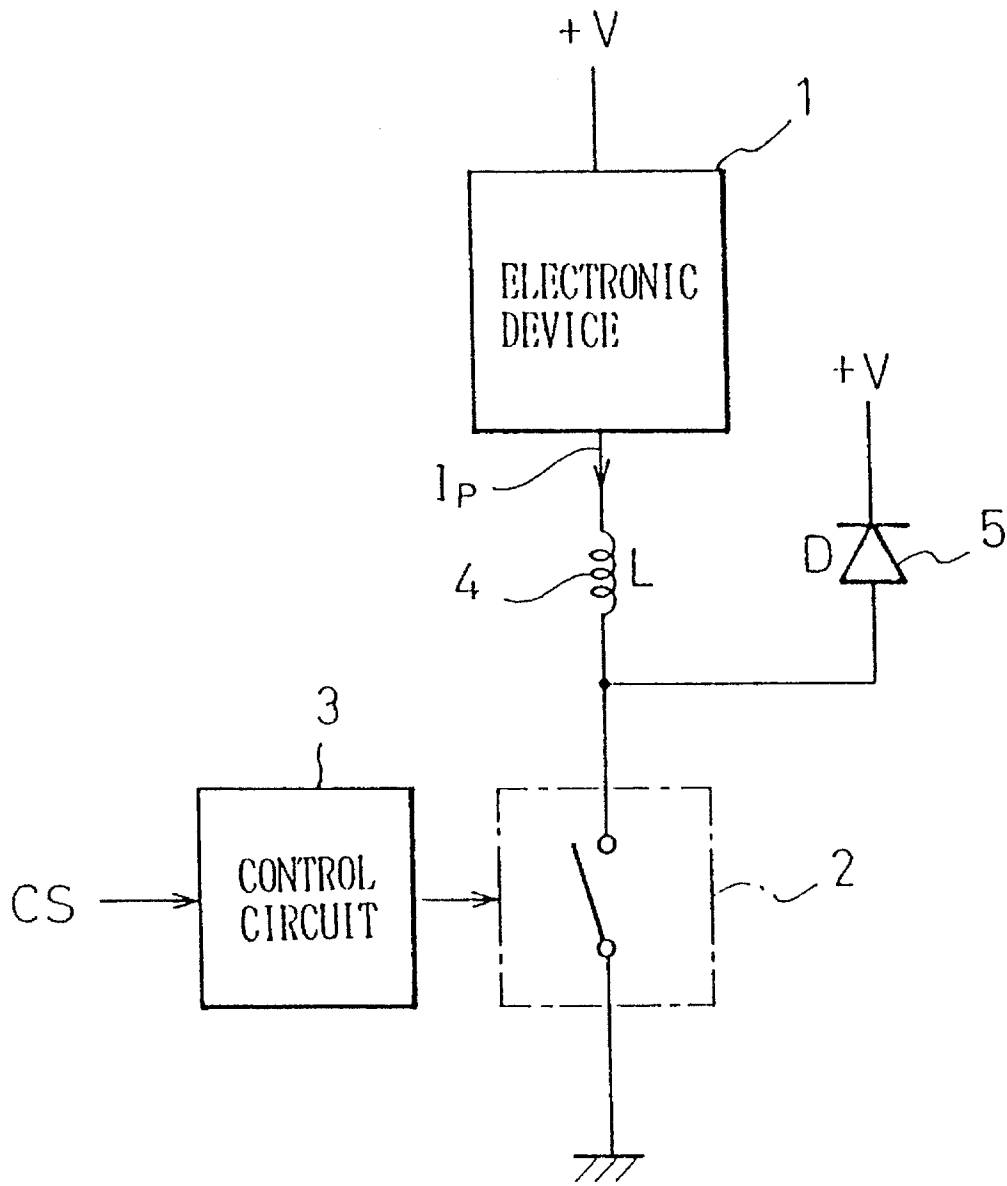 +V
1
ELECTRONIC
DEVICE
+V
IP
4
L
D
5
3
CS
CONTROL
CIRCUIT
2